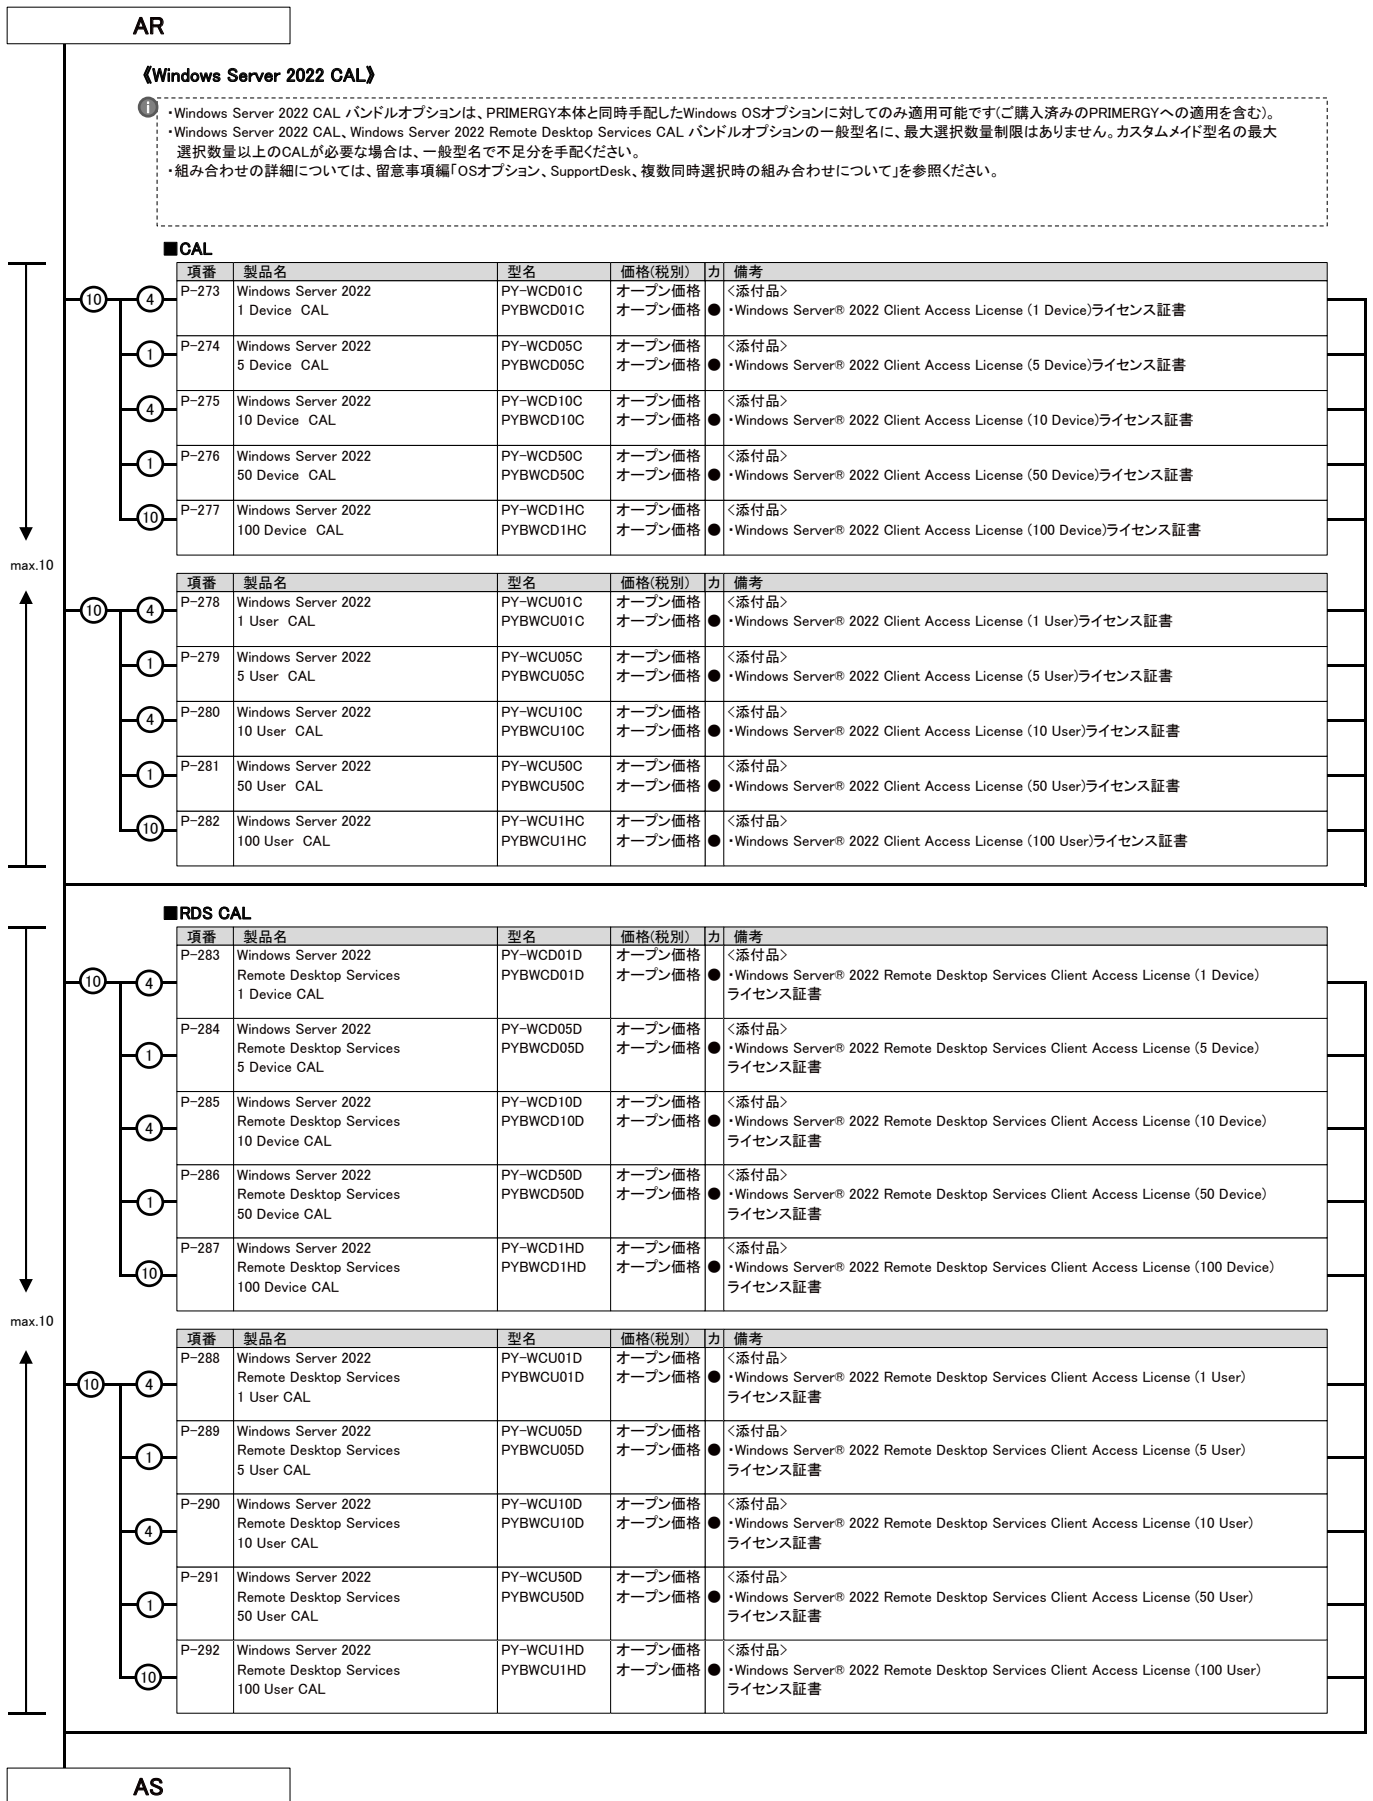 AR
《Windows Server 2022 CAL》
i
・Windows Server 2022 CAL バンドルオプションは、PRIMERGY本体と同時手配したWindows OSオプションに対してのみ適用可能です(ご購入済みのPRIMERGYへの適用を含む)。
・Windows Server 2022 CAL、Windows Server 2022 Remote Desktop Services CAL バンドルオプションの一般型名に、最大選択数量制限はありません。カスタムメイド型名の最大
選択数量以上のCALが必要な場合は、一般型名で不足分を手配ください。
・組み合わせの詳細については、留意事項編「OSオプション、SupportDesk、複数同時選択時の組み合わせについて」を参照ください。
■CAL
項番 製品名 型名 価格(税別) カ 備考
P-273 Windows Server 2022 PY-WCD01C オープン価格 <添付品>
10 4 1 Device CAL PYBWCD01C オープン価格 ● ・Windows Server® 2022 Client Access License (1 Device)ライセンス証書
P-274 Windows Server 2022 PY-WCD05C オープン価格 <添付品>
1 5 Device CAL PYBWCD05C オープン価格 ● ・Windows Server® 2022 Client Access License (5 Device)ライセンス証書
P-275 Windows Server 2022 PY-WCD10C オープン価格 <添付品>
4 10 Device CAL PYBWCD10C オープン価格 ● ・Windows Server® 2022 Client Access License (10 Device)ライセンス証書
P-276 Windows Server 2022 PY-WCD50C オープン価格 <添付品>
1 50 Device CAL PYBWCD50C オープン価格 ● ・Windows Server® 2022 Client Access License (50 Device)ライセンス証書
P-277 Windows Server 2022 PY-WCD1HC オープン価格 <添付品>
10 100 Device CAL PYBWCD1HC オープン価格 ● ・Windows Server® 2022 Client Access License (100 Device)ライセンス証書
max.10
項番 製品名 型名 価格(税別) カ 備考
P-278 Windows Server 2022 PY-WCU01C オープン価格 <添付品>
10 4 1 User CAL PYBWCU01C オープン価格 ● ・Windows Server® 2022 Client Access License (1 User)ライセンス証書
P-279 Windows Server 2022 PY-WCU05C オープン価格 <添付品>
1 5 User CAL PYBWCU05C オープン価格 ● ・Windows Server® 2022 Client Access License (5 User)ライセンス証書
P-280 Windows Server 2022 PY-WCU10C オープン価格 <添付品>
4 10 User CAL PYBWCU10C オープン価格 ● ・Windows Server® 2022 Client Access License (10 User)ライセンス証書
P-281 Windows Server 2022 PY-WCU50C オープン価格 <添付品>
1 50 User CAL PYBWCU50C オープン価格 ● ・Windows Server® 2022 Client Access License (50 User)ライセンス証書
P-282 Windows Server 2022 PY-WCU1HC オープン価格 <添付品>
10 100 User CAL PYBWCU1HC オープン価格 ● ・Windows Server® 2022 Client Access License (100 User)ライセンス証書
■RDS CAL
項番 製品名 型名 価格(税別) カ 備考
P-283 Windows Server 2022 PY-WCD01D オープン価格 <添付品>
10 4 Remote Desktop Services PYBWCD01D オープン価格 ● ・Windows Server® 2022 Remote Desktop Services Client Access License (1 Device)
1 Device CAL ライセンス証書
P-284 Windows Server 2022 PY-WCD05D オープン価格 <添付品>
1 Remote Desktop Services PYBWCD05D オープン価格 ● ・Windows Server® 2022 Remote Desktop Services Client Access License (5 Device)
5 Device CAL ライセンス証書
P-285 Windows Server 2022 PY-WCD10D オープン価格 <添付品>
4 Remote Desktop Services PYBWCD10D オープン価格 ● ・Windows Server® 2022 Remote Desktop Services Client Access License (10 Device)
10 Device CAL ライセンス証書
P-286 Windows Server 2022 PY-WCD50D オープン価格 <添付品>
1 Remote Desktop Services PYBWCD50D オープン価格 ● ・Windows Server® 2022 Remote Desktop Services Client Access License (50 Device)
50 Device CAL ライセンス証書
P-287 Windows Server 2022 PY-WCD1HD オープン価格 <添付品>
10 Remote Desktop Services PYBWCD1HD オープン価格 ● ・Windows Server® 2022 Remote Desktop Services Client Access License (100 Device)
100 Device CAL ライセンス証書
max.10
項番 製品名 型名 価格(税別) カ 備考
P-288 Windows Server 2022 PY-WCU01D オープン価格 <添付品>
10 4 Remote Desktop Services PYBWCU01D オープン価格 ● ・Windows Server® 2022 Remote Desktop Services Client Access License (1 User)
1 User CAL ライセンス証書
P-289 Windows Server 2022 PY-WCU05D オープン価格 <添付品>
1 Remote Desktop Services PYBWCU05D オープン価格 ● ・Windows Server® 2022 Remote Desktop Services Client Access License (5 User)
5 User CAL ライセンス証書
P-290 Windows Server 2022 PY-WCU10D オープン価格 <添付品>
4 Remote Desktop Services PYBWCU10D オープン価格 ● ・Windows Server® 2022 Remote Desktop Services Client Access License (10 User)
10 User CAL ライセンス証書
P-291 Windows Server 2022 PY-WCU50D オープン価格 <添付品>
1 Remote Desktop Services PYBWCU50D オープン価格 ● ・Windows Server® 2022 Remote Desktop Services Client Access License (50 User)
50 User CAL ライセンス証書
P-292 Windows Server 2022 PY-WCU1HD オープン価格 <添付品>
10 Remote Desktop Services PYBWCU1HD オープン価格 ● ・Windows Server® 2022 Remote Desktop Services Client Access License (100 User)
100 User CAL ライセンス証書
AS